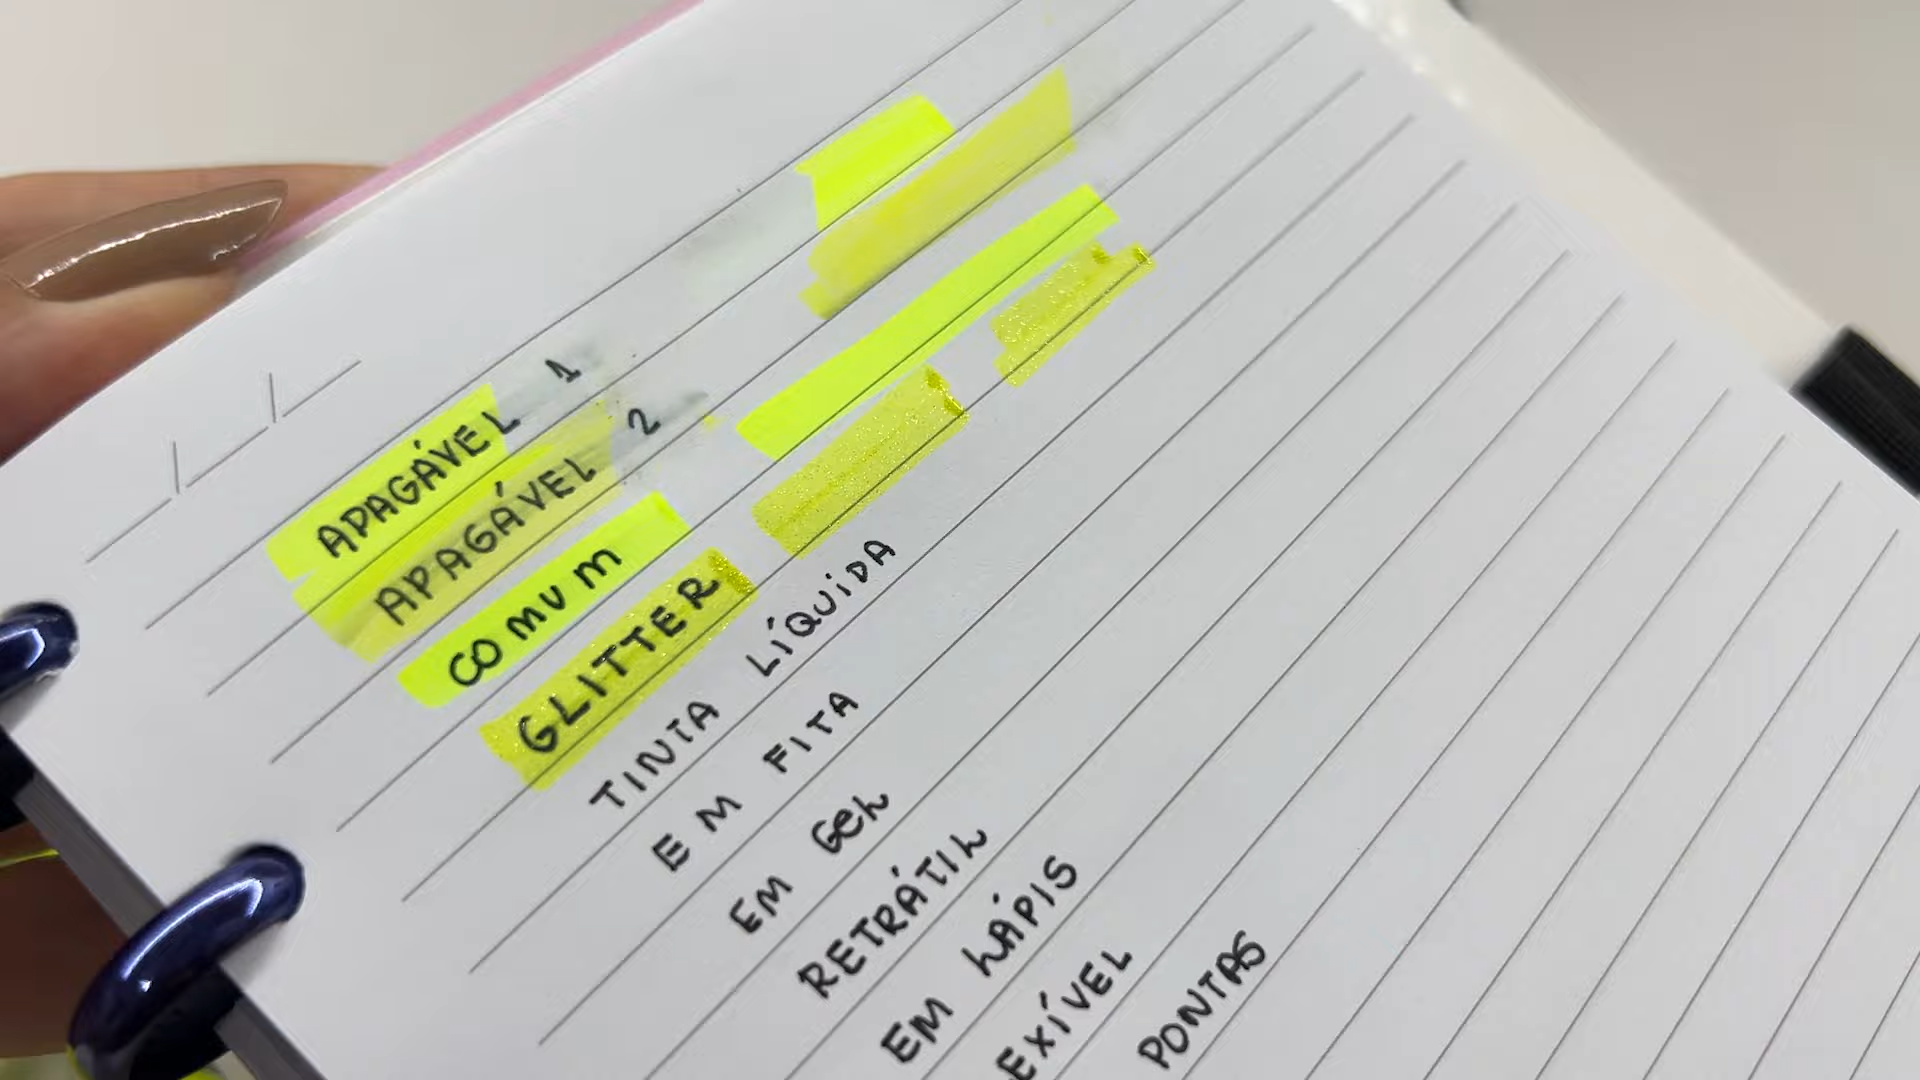 APAGÁVEL 1
APAGÁVEL 2
COMUM
GLITTER
TINTA LÍQUIDA
EM FITA
EM GEL
RETRÁTIL
EM LÁPIS
EXÍVEL
PONTAS